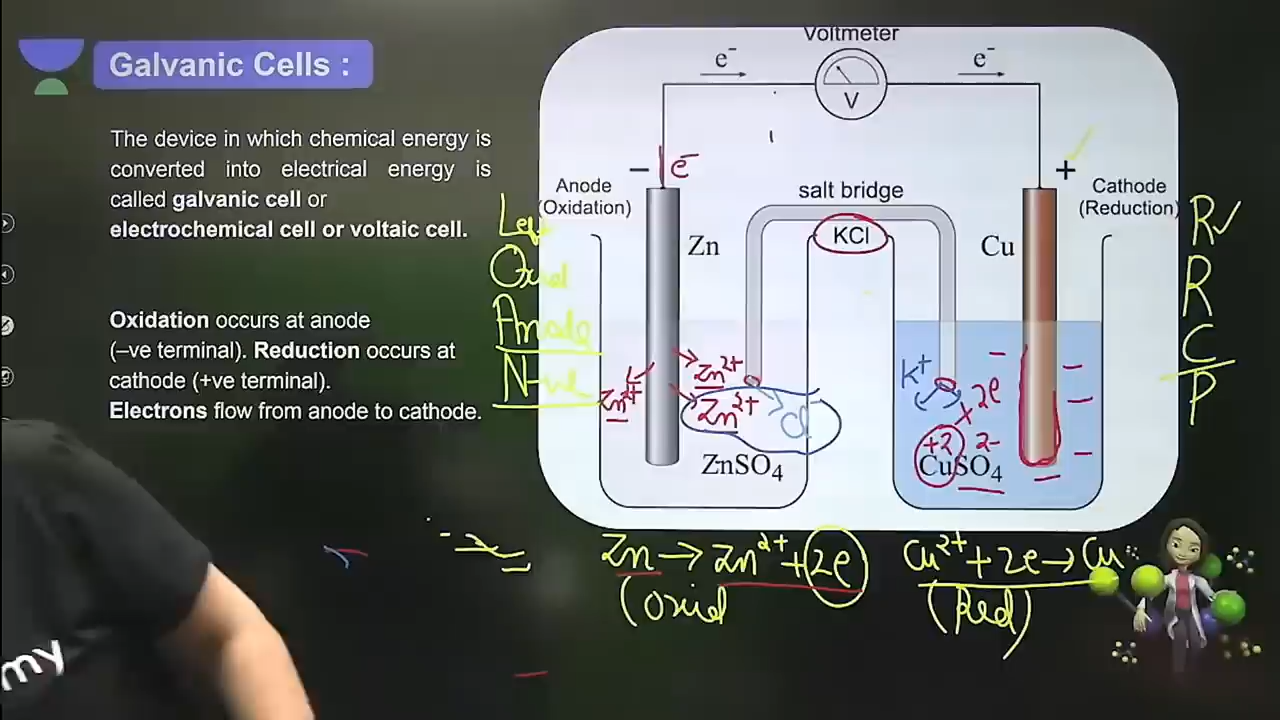 Galvanic Cells :
The device in which chemical energy is
converted into electrical energy is
called galvanic cell or
electrochemical cell or voltaic cell.
Oxidation occurs at anode
(–ve terminal). Reduction occurs at
cathode (+ve terminal).
Electrons flow from anode to cathode.
Voltmeter
e⁻
e⁻
V
− e⁻
+
Anode
(Oxidation)
salt bridge
Cathode
(Reduction)
Zn
KCl
Cu
Oxid
Anode
N-ve
R✓
R
C
P
Zn²⁺
Zn²⁺
Zn²⁺
Cl
K⁺
2e
+2 2-
ZnSO₄
CuSO₄
Zn → Zn²⁺ + 2e
(Oxid
Cu²⁺ + 2e → Cu
(Red)
my